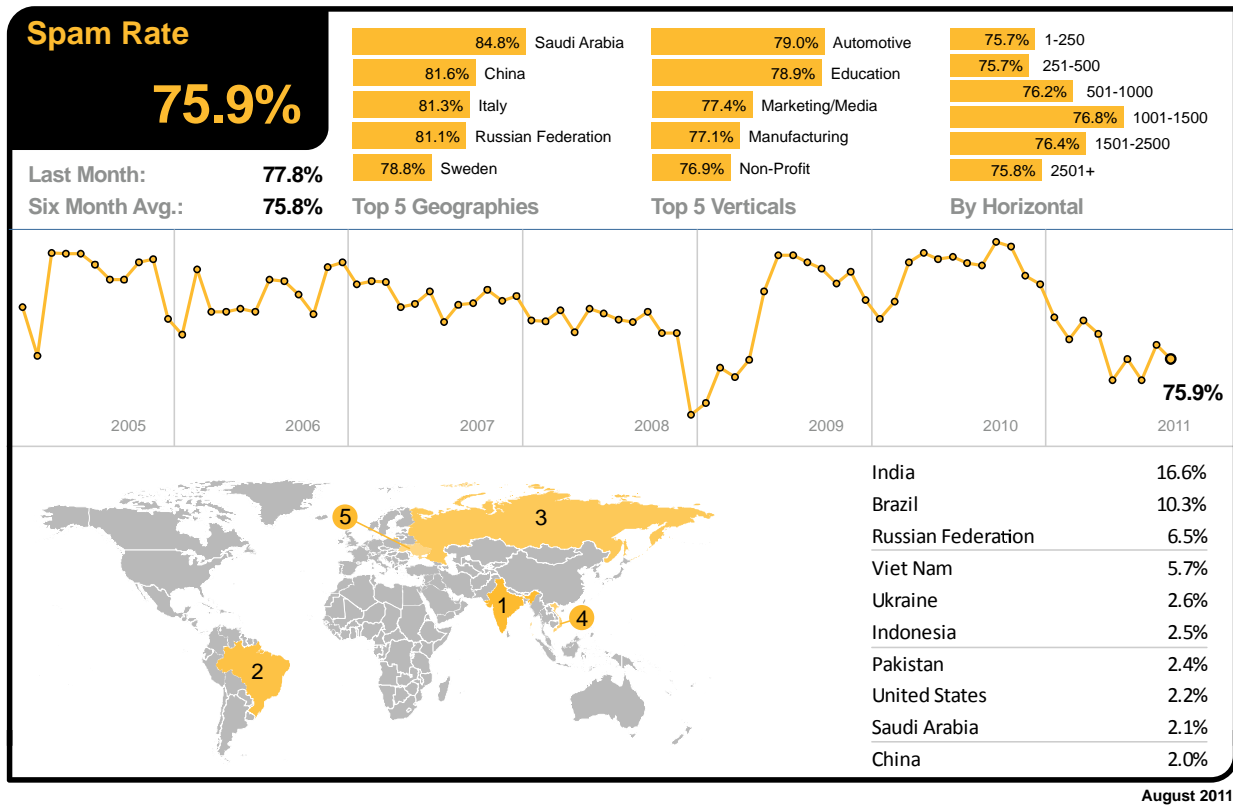 Spam Rate
75.9%
Last Month: 77.8%
Six Month Avg.: 75.8%
84.8% Saudi Arabia
81.6% China
81.3% Italy
81.1% Russian Federation
78.8% Sweden
Top 5 Geographies
79.0% Automotive
78.9% Education
77.4% Marketing/Media
77.1% Manufacturing
76.9% Non-Profit
Top 5 Verticals
75.7% 1-250
75.7% 251-500
76.2% 501-1000
76.8% 1001-1500
76.4% 1501-2500
75.8% 2501+
By Horizontal
75.9%
2005 2006 2007 2008 2009 2010 2011
5
3
1
4
2
India 16.6%
Brazil 10.3%
Russian Federation 6.5%
Viet Nam 5.7%
Ukraine 2.6%
Indonesia 2.5%
Pakistan 2.4%
United States 2.2%
Saudi Arabia 2.1%
China 2.0%
August 2011